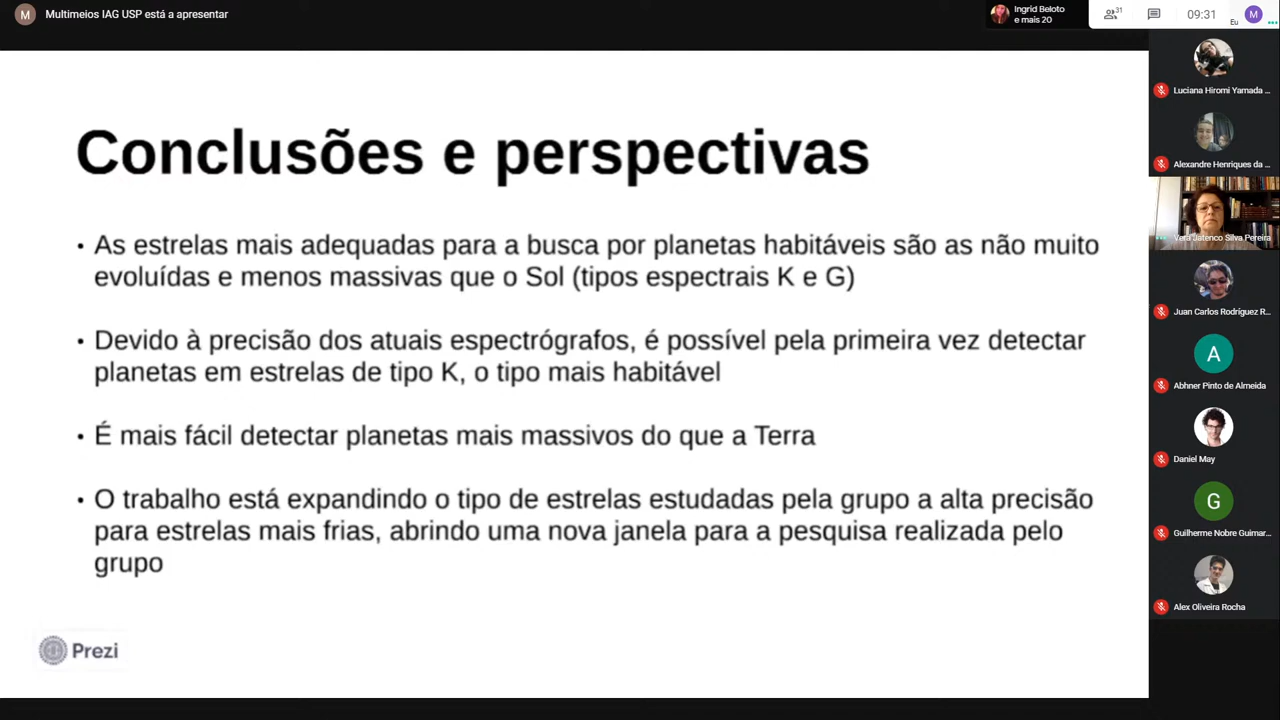 M
Multimeios IAG USP está a apresentar
Ingrid Beloto
e mais 20
31
09:31
Eu
M
Conclusões e perspectivas
• As estrelas mais adequadas para a busca por planetas habitáveis são as não muito
evoluídas e menos massivas que o Sol (tipos espectrais K e G)
• Devido à precisão dos atuais espectrógrafos, é possível pela primeira vez detectar
planetas em estrelas de tipo K, o tipo mais habitável
• É mais fácil detectar planetas mais massivos do que a Terra
• O trabalho está expandindo o tipo de estrelas estudadas pela grupo a alta precisão
para estrelas mais frias, abrindo uma nova janela para a pesquisa realizada pelo
grupo
Prezi
Luciana Hiromi Yamada ...
Alexandre Henriques da ...
Vera Jatenco Silva Pereira
Juan Carlos Rodríguez R...
A
Abhner Pinto de Almeida
Daniel May
G
Guilherme Nobre Guimar...
Alex Oliveira Rocha